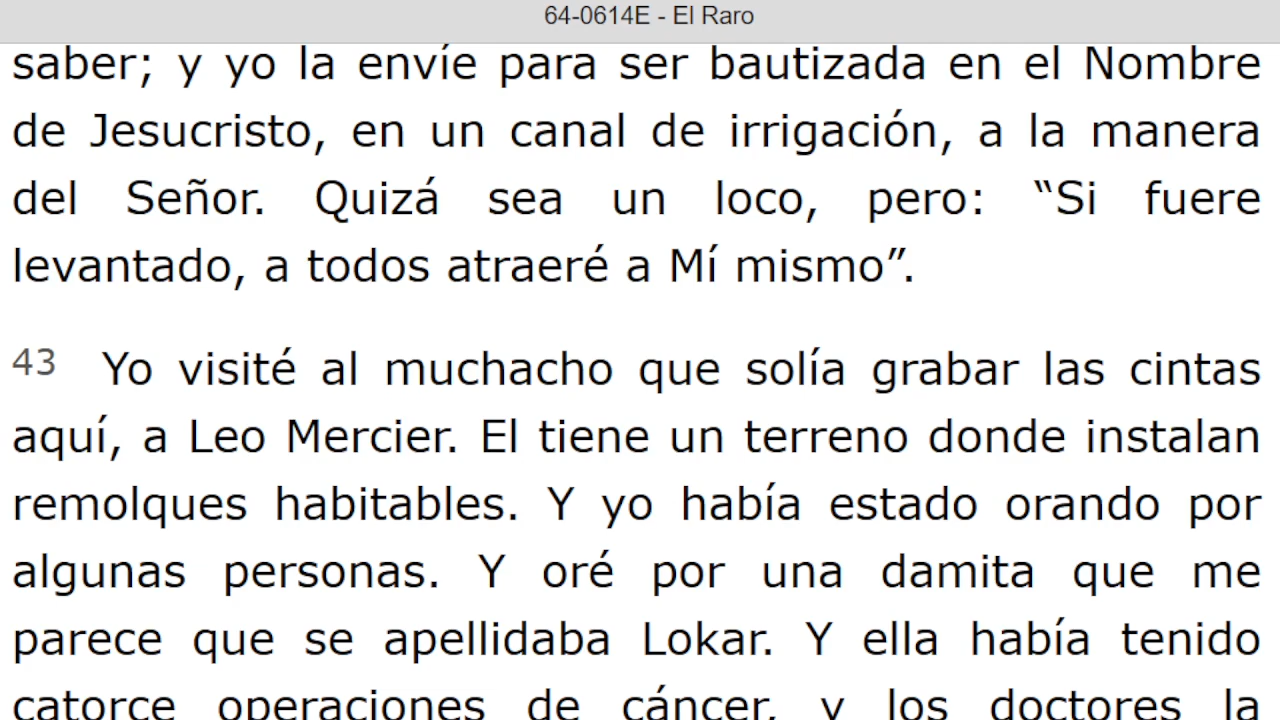 64-0614E - El Raro
saber; y yo la envíe para ser bautizada en el Nombre
de Jesucristo, en un canal de irrigación, a la manera
del Señor. Quizá sea un loco, pero: “Si fuere
levantado, a todos atraeré a Mí mismo”.
43 Yo visité al muchacho que solía grabar las cintas
aquí, a Leo Mercier. El tiene un terreno donde instalan
remolques habitables. Y yo había estado orando por
algunas personas. Y oré por una damita que me
parece que se apellidaba Lokar. Y ella había tenido
catorce operaciones de cáncer, y los doctores la